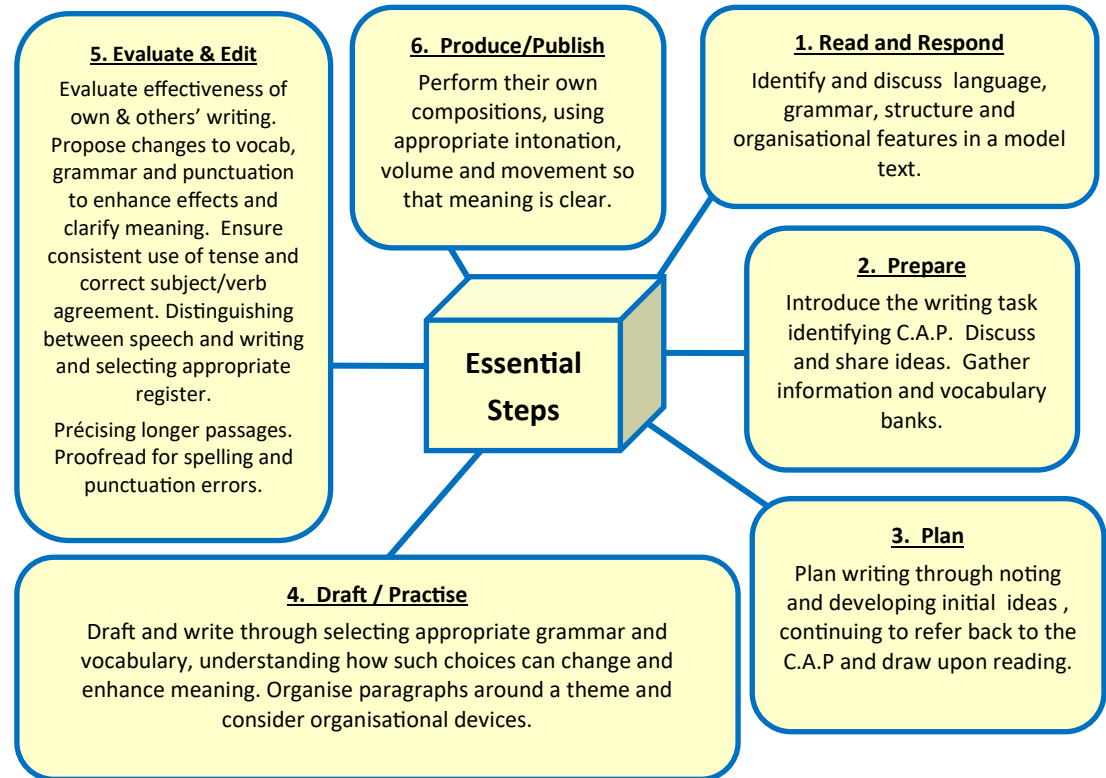 Essential
Steps
1. Read and Respond
Identify and discuss language,
grammar, structure and
organisational features in a model
text.
2. Prepare
Introduce the writing task
identifying C.A.P. Discuss
and share ideas. Gather
information and vocabulary
banks.
3. Plan
Plan writing through noting
and developing initial ideas ,
continuing to refer back to the
C.A.P and draw upon reading.
4. Draft / Practise
Draft and write through selecting appropriate grammar and
vocabulary, understanding how such choices can change and
enhance meaning. Organise paragraphs around a theme and
consider organisational devices.
5. Evaluate & Edit
Evaluate effectiveness of
own & others’ writing.
Propose changes to vocab,
grammar and punctuation
to enhance effects and
clarify meaning. Ensure
consistent use of tense and
correct subject/verb
agreement. Distinguishing
between speech and writing
and selecting appropriate
register.
Précising longer passages.
Proofread for spelling and
punctuation errors.
6. Produce/Publish
Perform their own
compositions, using
appropriate intonation,
volume and movement so
that meaning is clear.